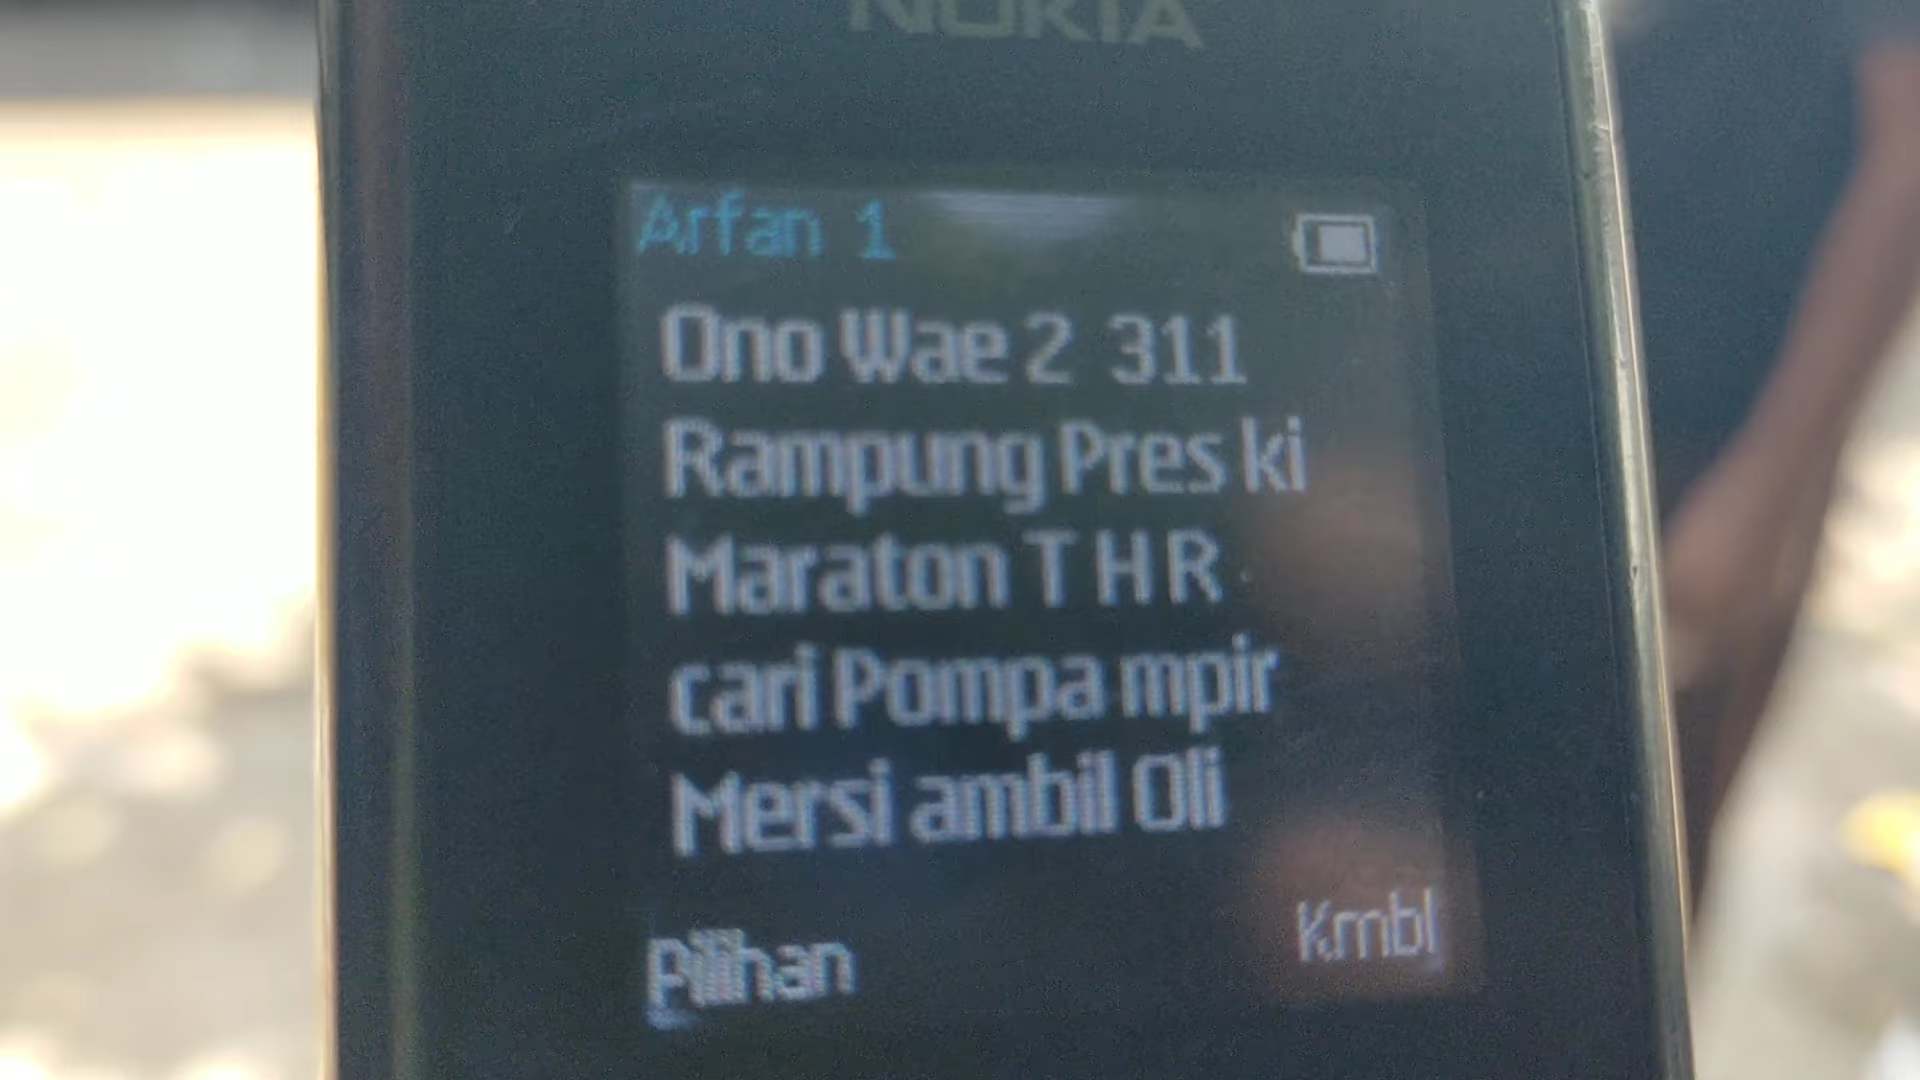 NOKIA
Arfan 1
Ono Wae 2 311
Rampung Pres ki
Maraton T H R
cari Pompa mpir
Mersi ambil Oli
Pilihan
Kmbl